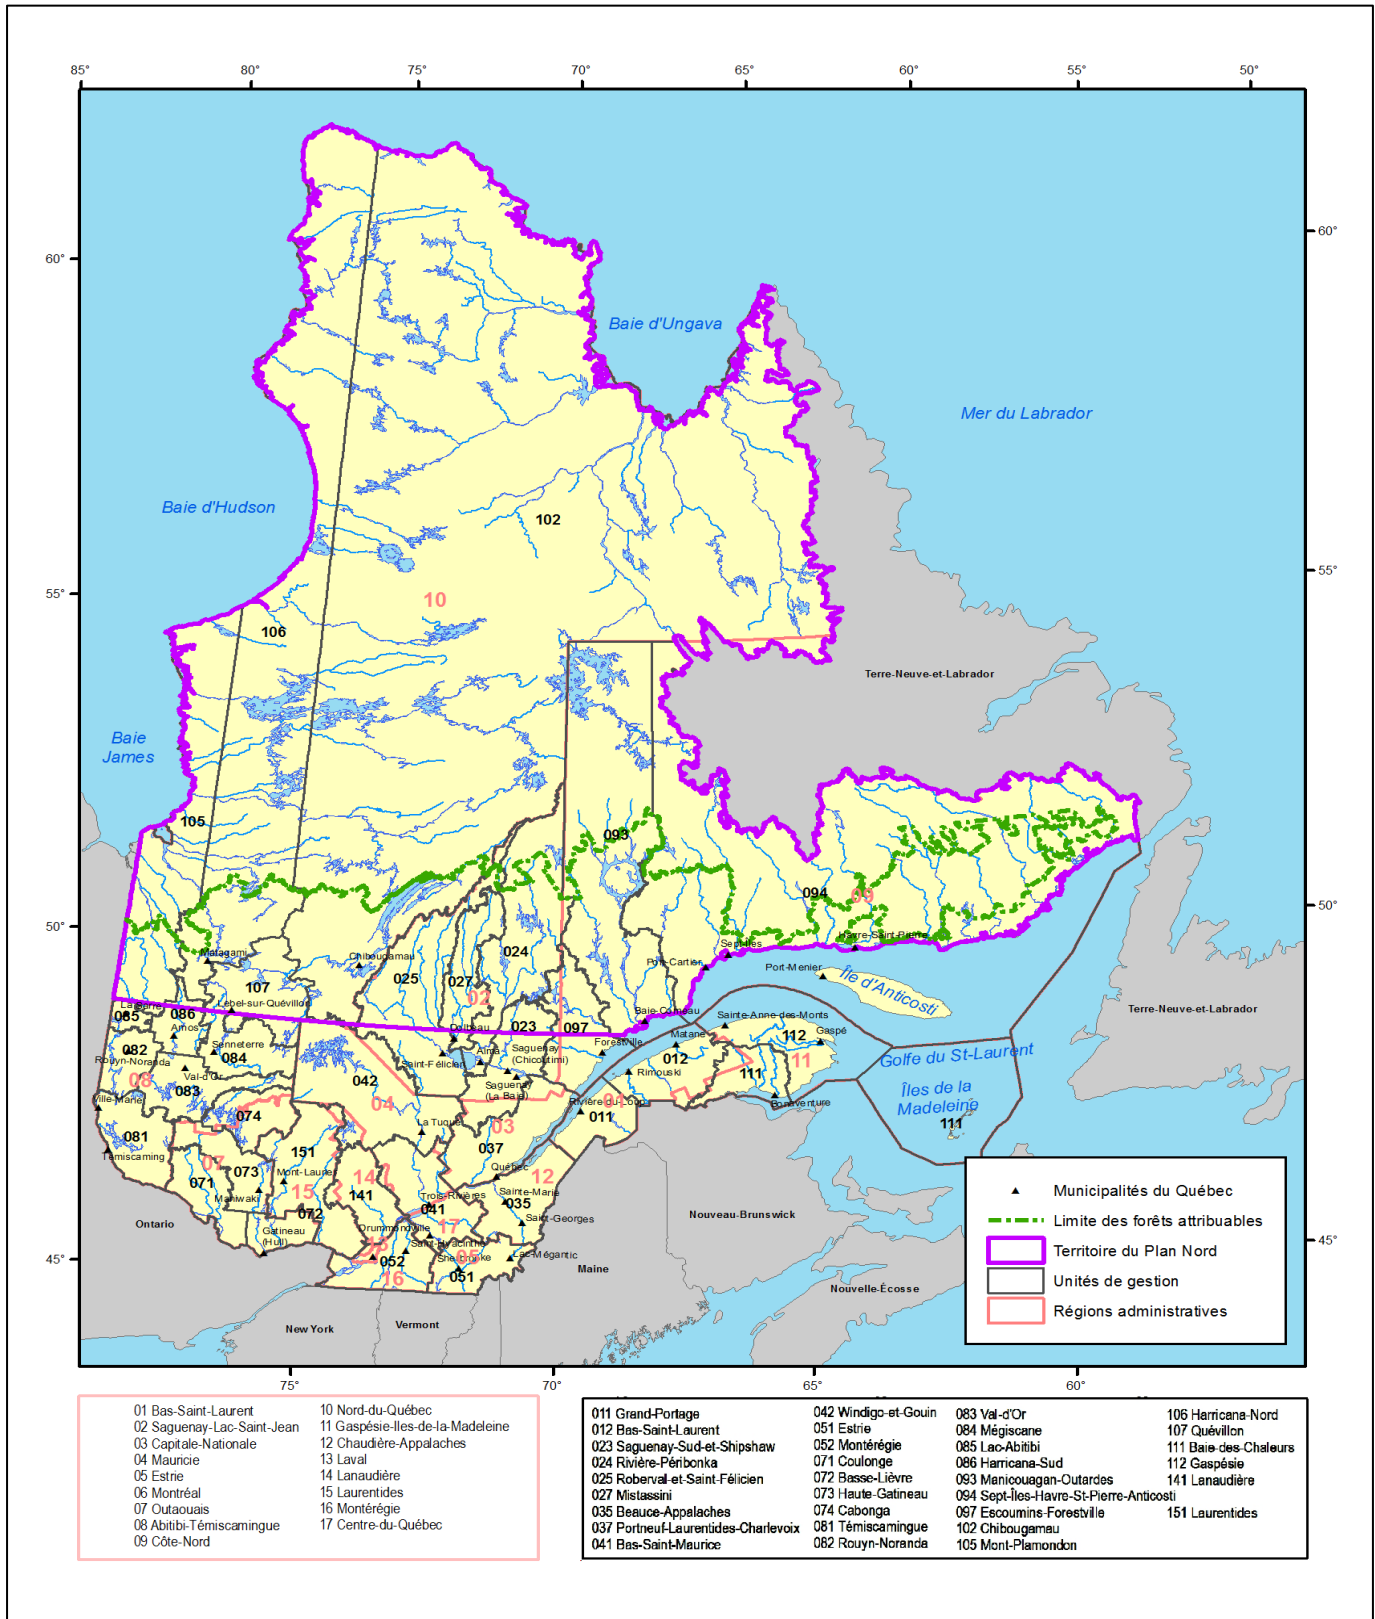 85°
80°
75°
70°
65°
60°
55°
50°
60°
60°
Baie d'Ungava
Mer du Labrador
Baie d'Hudson
102
55°
55°
10
106
Terre-Neuve-et-Labrador
Baie
James
105
093
094
09
50°
50°
Matagami
Chibougamau
024
025
027
02
Sept-Îles
Havre-Saint-Pierre
Port-Cartier
Port-Menier
Île d'Anticosti
107
Lebel-sur-Quévillon
La Sarre
085
086
Amos
Senneterre
084
082
Rouyn-Noranda
08
Val-d'Or
083
Dolbeau
023
097
Baie-Comeau
Forestville
Saguenay
(Chicoutimi)
Alma
Saint-Félicien
Saguenay
(La Baie)
Sainte-Anne-des-Monts
Matane
112
Gaspé
012
11
111
Rimouski
Bonaventure
Terre-Neuve-et-Labrador
Golfe du St-Laurent
Îles de la
Madeleine
111
Ville-Marie
081
Témiscaming
074
042
04
La Tuque
03
037
01
Rivière-du-Loup
011
151
07
071
073
Maniwaki
Mont-Laurier
15
14
141
072
Québec
12
Sainte-Marie
035
Saint-Georges
Trois-Rivières
041
17
Drummondville
Saint-Hyacinthe
13
052
16
Sherbrooke
05
051
Lac-Mégantic
Ontario
Gatineau
(Hull)
45°
45°
New York
Vermont
Maine
Nouveau-Brunswick
Nouvelle-Écosse
Municipalités du Québec
Limite des forêts attribuables
Territoire du Plan Nord
Unités de gestion
Régions administratives
75°
70°
65°
60°
01 Bas-Saint-Laurent
02 Saguenay-Lac-Saint-Jean
03 Capitale-Nationale
04 Mauricie
05 Estrie
06 Montréal
07 Outaouais
08 Abitibi-Témiscamingue
09 Côte-Nord
10 Nord-du-Québec
11 Gaspésie-Iles-de-la-Madeleine
12 Chaudière-Appalaches
13 Laval
14 Lanaudière
15 Laurentides
16 Montérégie
17 Centre-du-Québec
011 Grand-Portage
012 Bas-Saint-Laurent
023 Saguenay-Sud-et-Shipshaw
024 Rivière-Péribonka
025 Roberval-et-Saint-Félicien
027 Mistassini
035 Beauce-Appalaches
037 Portneuf-Laurentides-Charlevoix
041 Bas-Saint-Maurice
042 Windigo-et-Gouin
051 Estrie
052 Montérégie
071 Coulonge
072 Basse-Lièvre
073 Haute-Gatineau
074 Cabonga
081 Témiscamingue
082 Rouyn-Noranda
083 Val-d'Or
084 Mégiscane
085 Lac-Abitibi
086 Harricana-Sud
093 Manicouagan-Outardes
094 Sept-Îles-Havre-St-Pierre-Anticosti
097 Escoumins-Forestville
102 Chibougamau
105 Mont-Plamondon
106 Harricana-Nord
107 Quévillon
111 Baie-des-Chaleurs
112 Gaspésie
141 Lanaudière
151 Laurentides